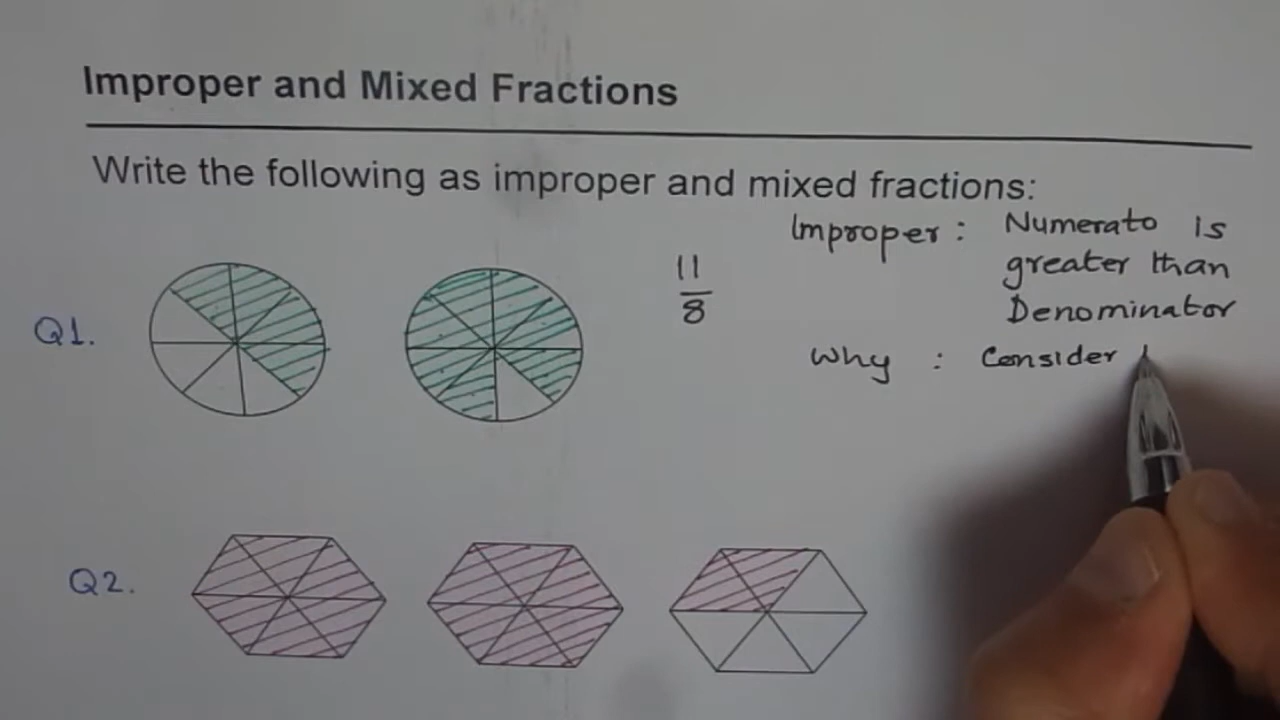 Improper and Mixed Fractions
Write the following as improper and mixed fractions:
Improper : Numerato is
greater than
Denominator
11
8
Q1.
Why : Consider
Q2.